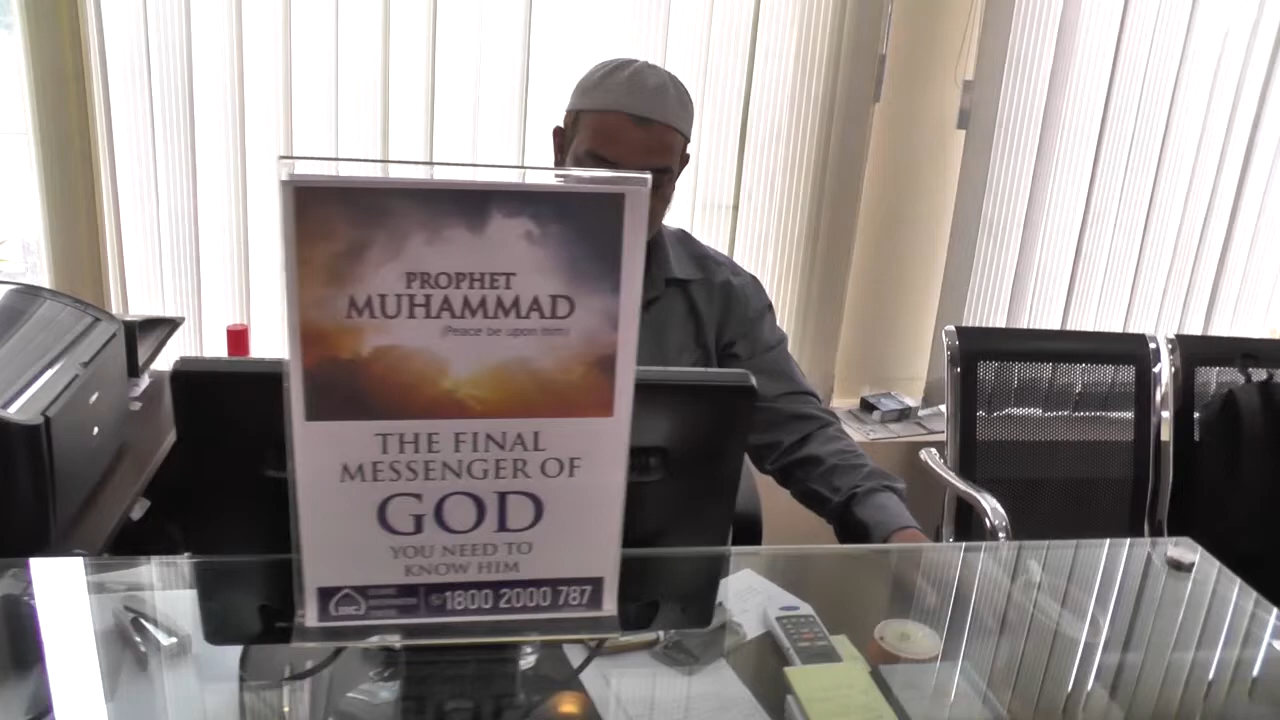 PROPHET
MUHAMMAD
(Peace be upon him)
THE FINAL
MESSENGER OF
GOD
YOU NEED TO
KNOW HIM
1800 2000 787